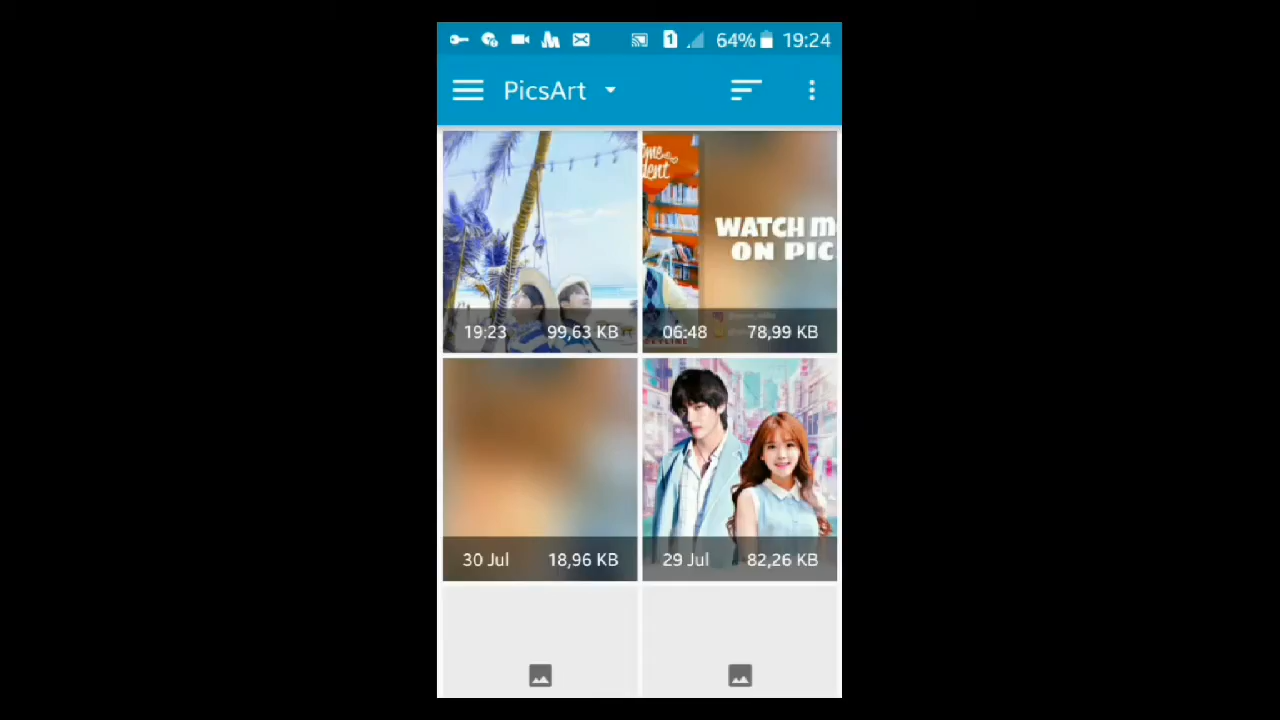 64% 19:24
PicsArt
WATCH M
ON PIC
19:23 99,63 KB
06:48 78,99 KB
30 Jul 18,96 KB
29 Jul 82,26 KB